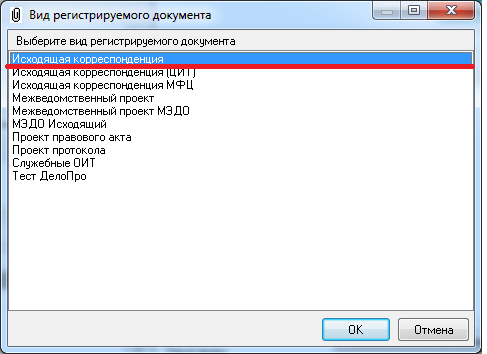 Вид регистрируемого документа
Выберите вид регистрируемого документа
Исходящая корреспонденция
Исходящая корреспонденция (ЦИТ)
Исходящая корреспонденция МФЦ
Межведомственный проект
Межведомственный проект МЭДО
МЭДО Исходящий
Проект правового акта
Проект протокола
Служебные ОИТ
Тест ДелоПро
OK
Отмена